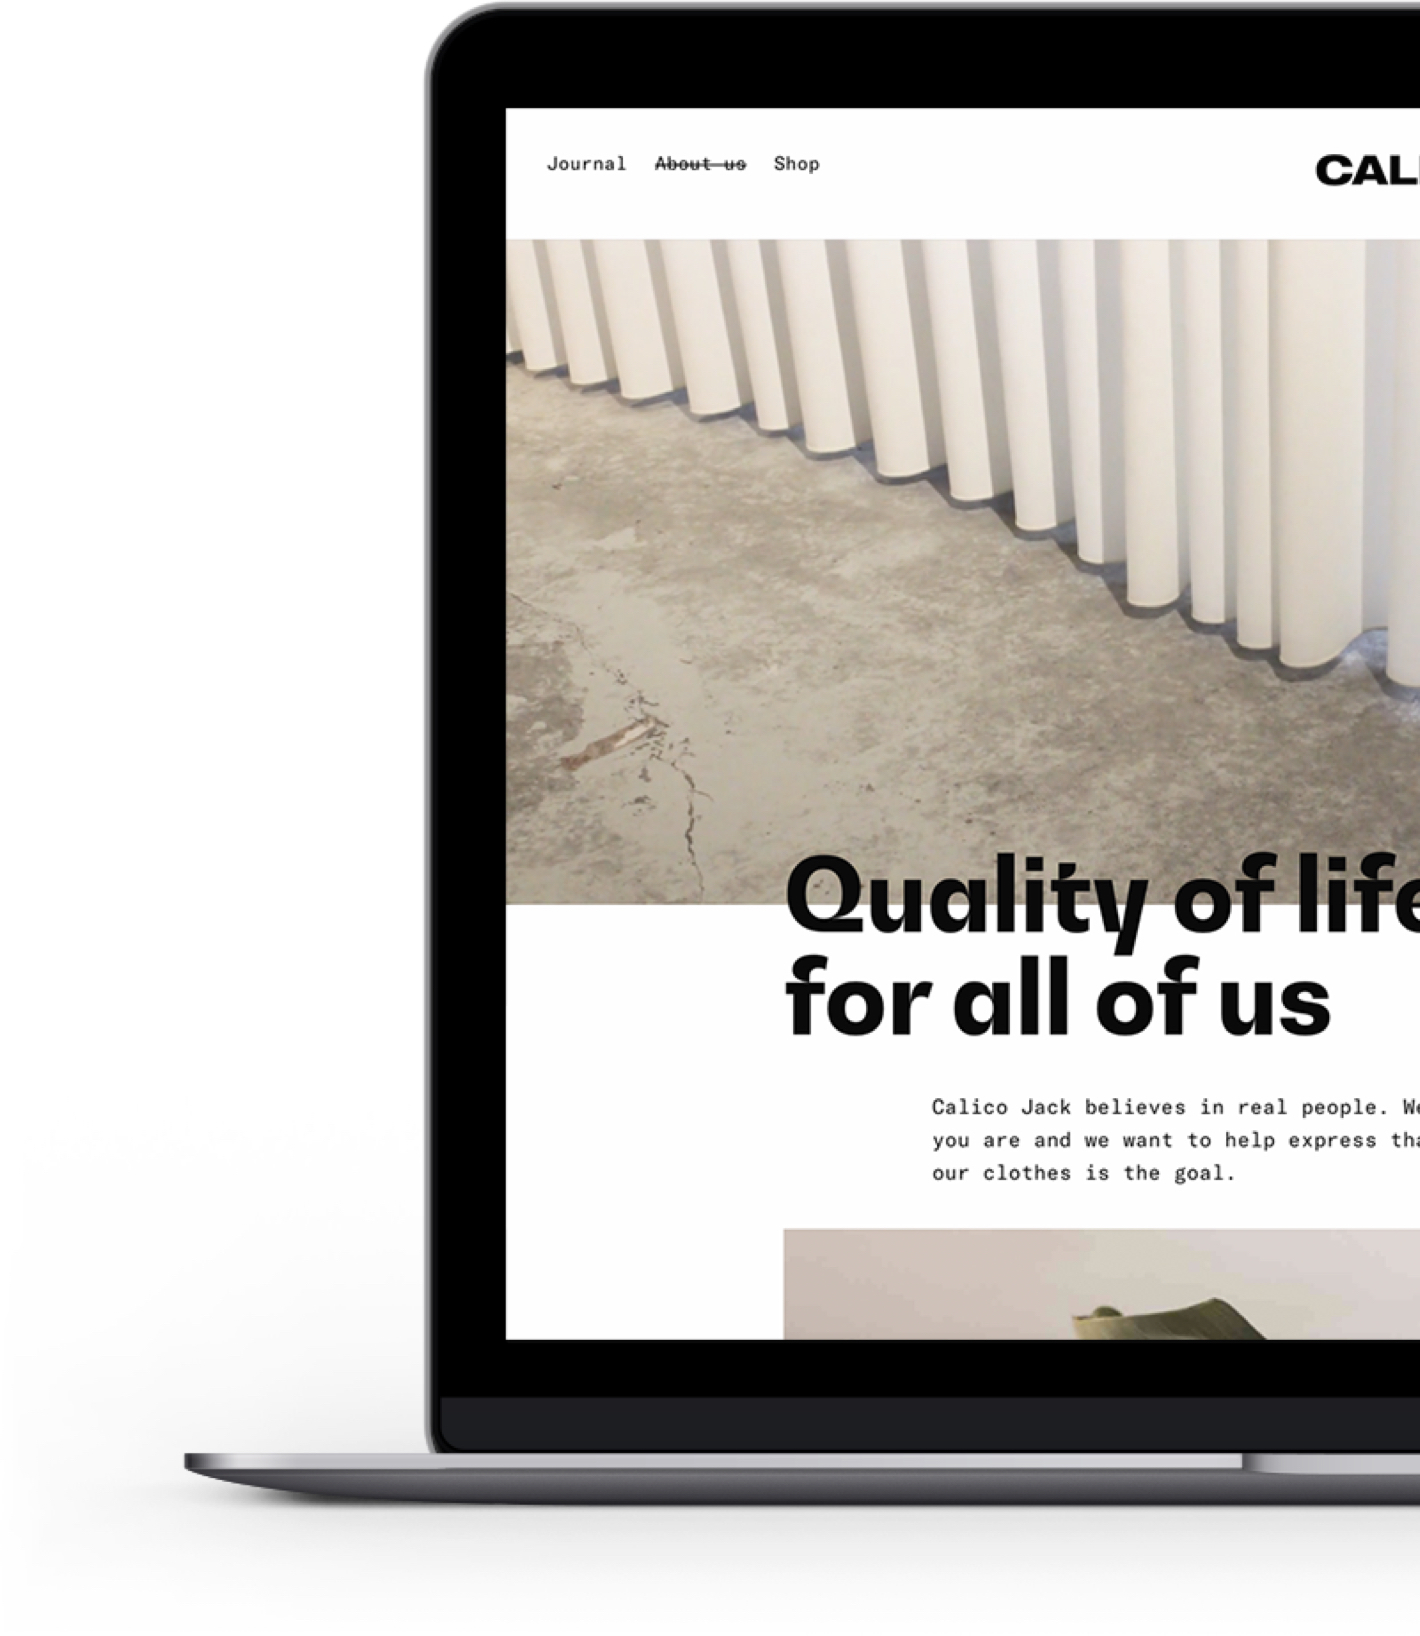 Journal About us Shop
CALI
Quality of life
for all of us
Calico Jack believes in real people. We
you are and we want to help express tha
our clothes is the goal.